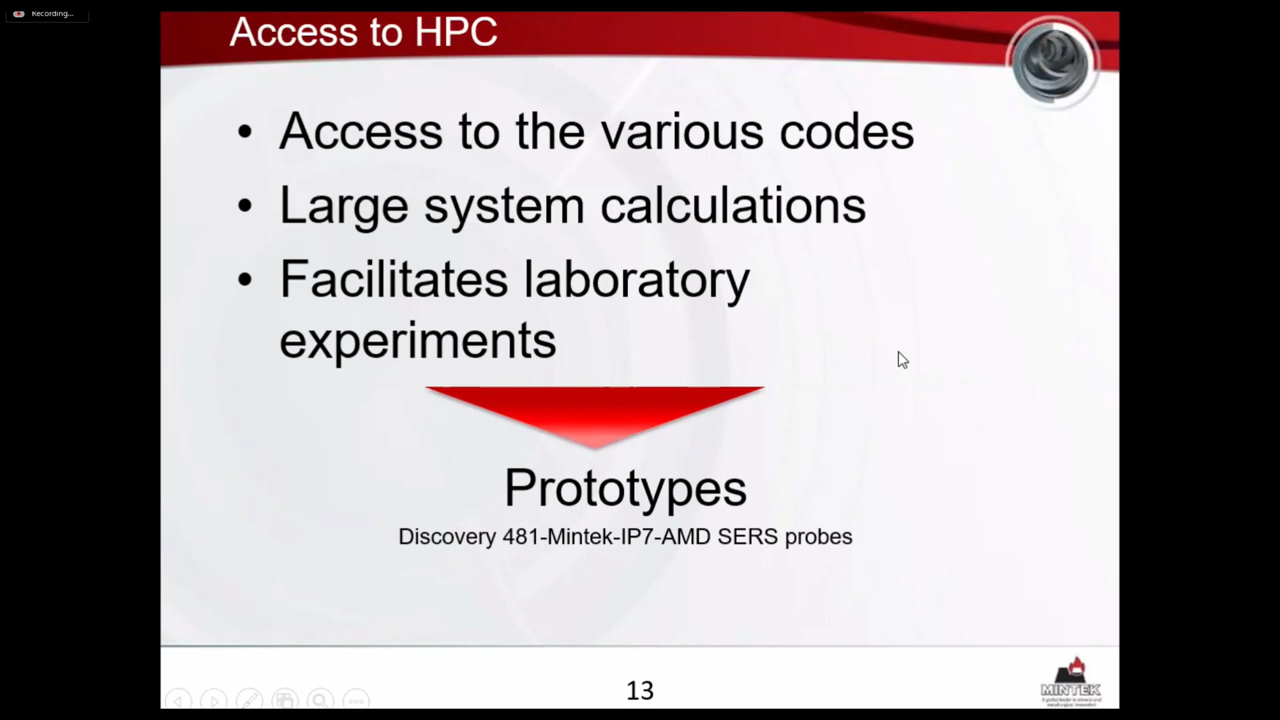 Recording...
Access to HPC
• Access to the various codes
• Large system calculations
• Facilitates laboratory
experiments
Prototypes
Discovery 481-Mintek-IP7-AMD SERS probes
13
MINTEK